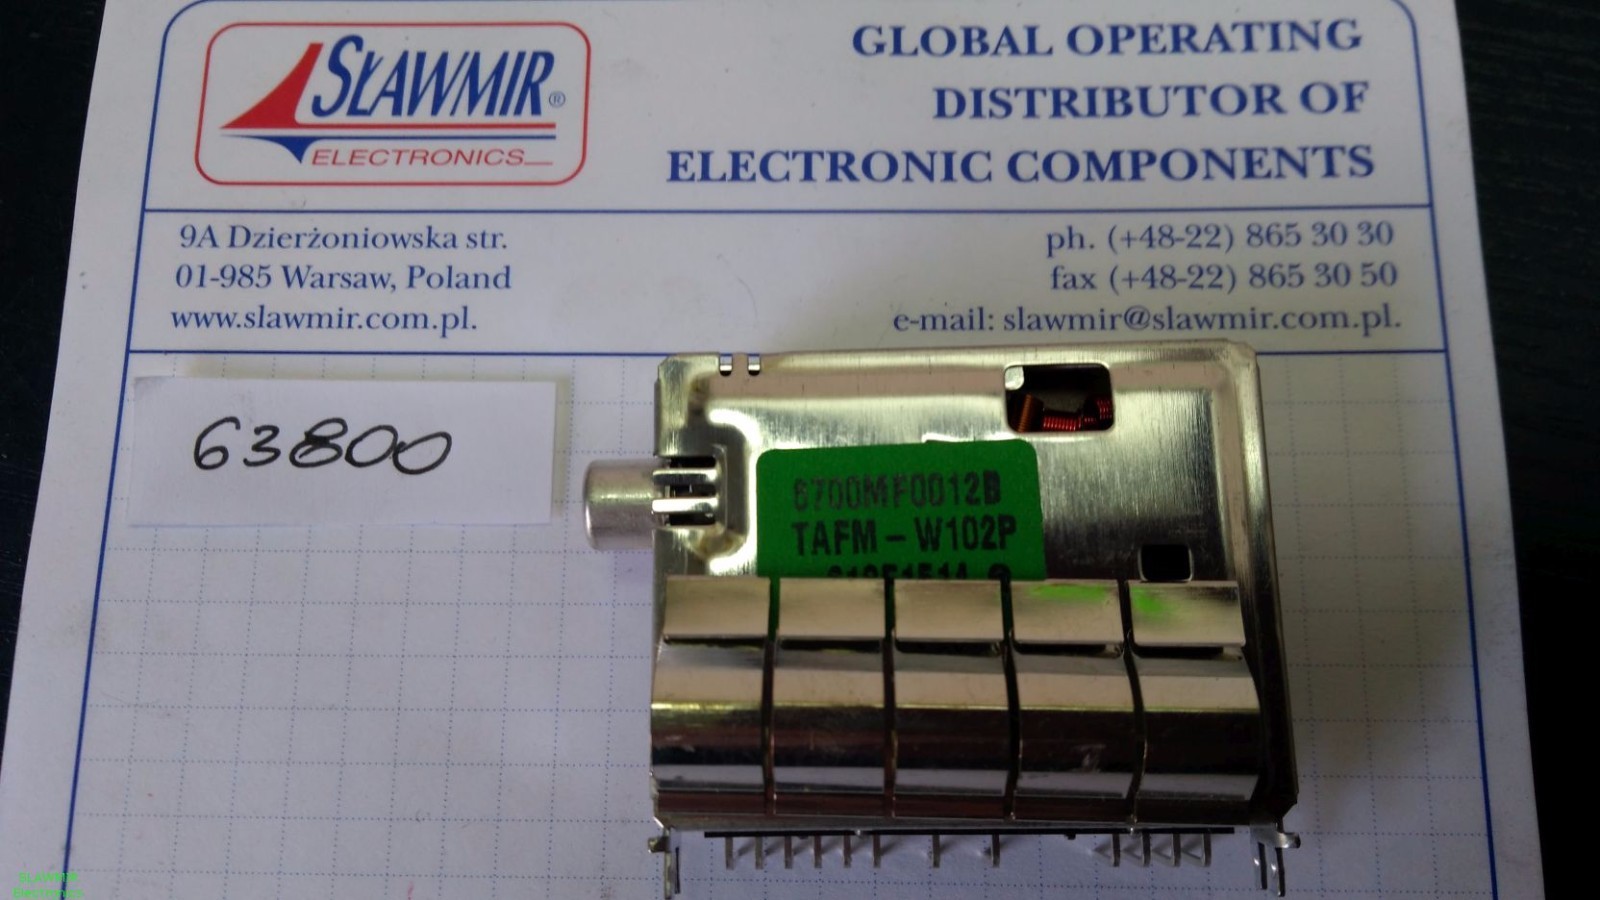 SŁAWMIR®
ELECTRONICS
GLOBAL OPERATING
DISTRIBUTOR OF
ELECTRONIC COMPONENTS
9A Dzierżoniowska str.
01-985 Warsaw, Poland
www.slawmir.com.pl.
ph. (+48-22) 865 30 30
fax (+48-22) 865 30 50
e-mail: slawmir@slawmir.com.pl.
63800
6700MF0012B
TAFM-W102P
SLAWMIR
Electronics